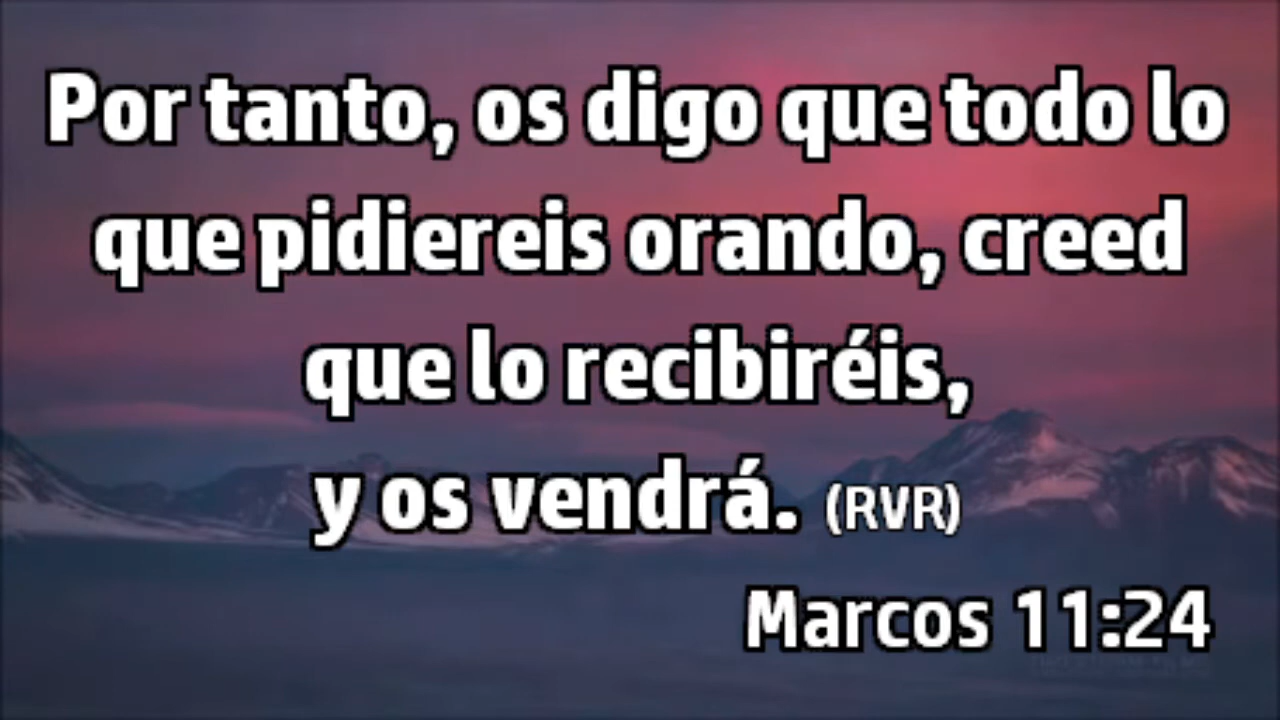 Por tanto, os digo que todo lo
que pidiereis orando, creed
que lo recibiréis,
y os vendrá. (RVR)
Marcos 11:24